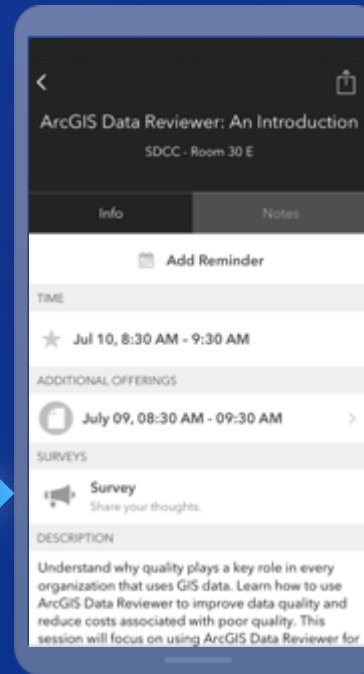 ArcGIS Data Reviewer: An Introduction
SDCC - Room 30 E
Info
Notes
Add Reminder
TIME
Jul 10, 8:30 AM - 9:30 AM
ADDITIONAL OFFERINGS
July 09, 08:30 AM - 09:30 AM
SURVEYS
Survey
Share your thoughts.
DESCRIPTION
Understand why quality plays a key role in every
organization that uses GIS data. Learn how to use
ArcGIS Data Reviewer to improve data quality and
reduce costs associated with poor quality. This
session will focus on using ArcGIS Data Reviewer for